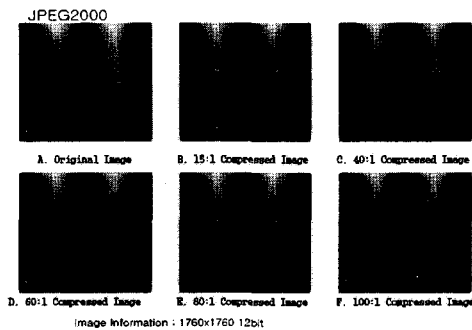 JPEG2000
A. Original Image
B. 15:1 Compressed Image
C. 40:1 Compressed Image
D. 60:1 Compressed Image
E. 80:1 Compressed Image
F. 100:1 Compressed Image
Image Information : 1760x1760 12bit